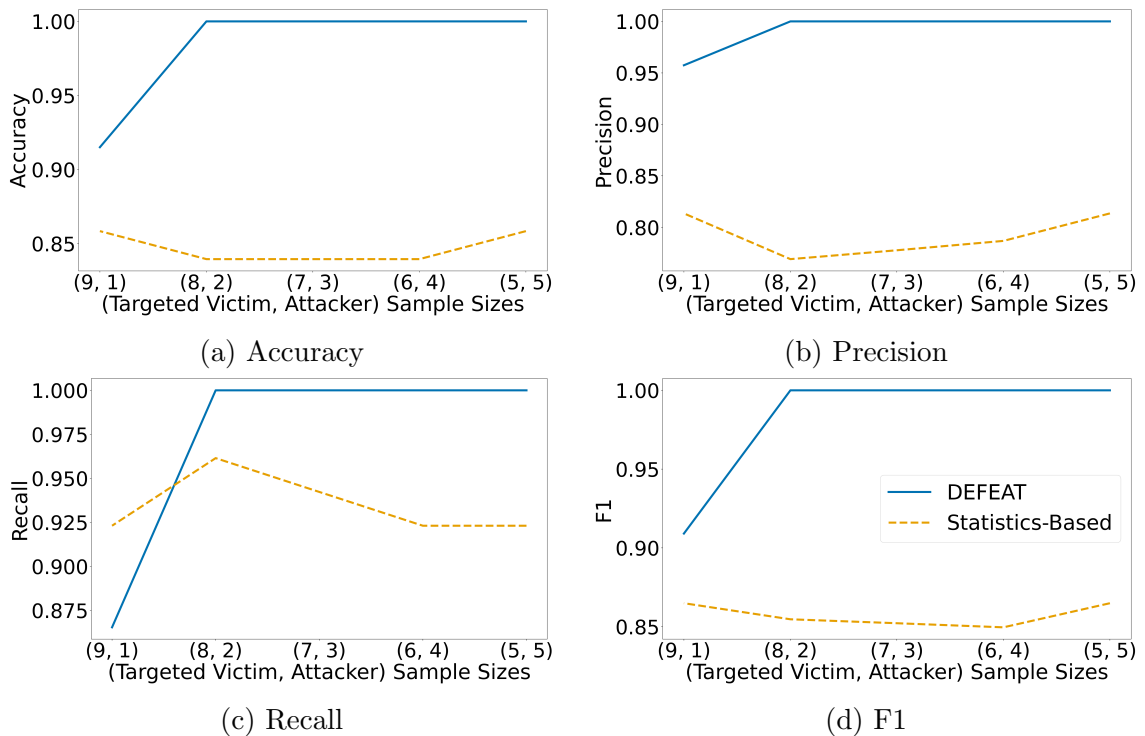 1.00
0.95
0.90
0.85
Accuracy
(9, 1) (8, 2) (7, 3) (6, 4) (5, 5)
(Targeted Victim, Attacker) Sample Sizes
(a) Accuracy
1.00
0.95
0.90
0.85
0.80
Precision
(9, 1) (8, 2) (7, 3) (6, 4) (5, 5)
(Targeted Victim, Attacker) Sample Sizes
(b) Precision
1.000
0.975
0.950
0.925
0.900
0.875
Recall
(9, 1) (8, 2) (7, 3) (6, 4) (5, 5)
(Targeted Victim, Attacker) Sample Sizes
(c) Recall
1.00
0.95
0.90
0.85
F1
DEFEAT
Statistics-Based
(9, 1) (8, 2) (7, 3) (6, 4) (5, 5)
(Targeted Victim, Attacker) Sample Sizes
(d) F1